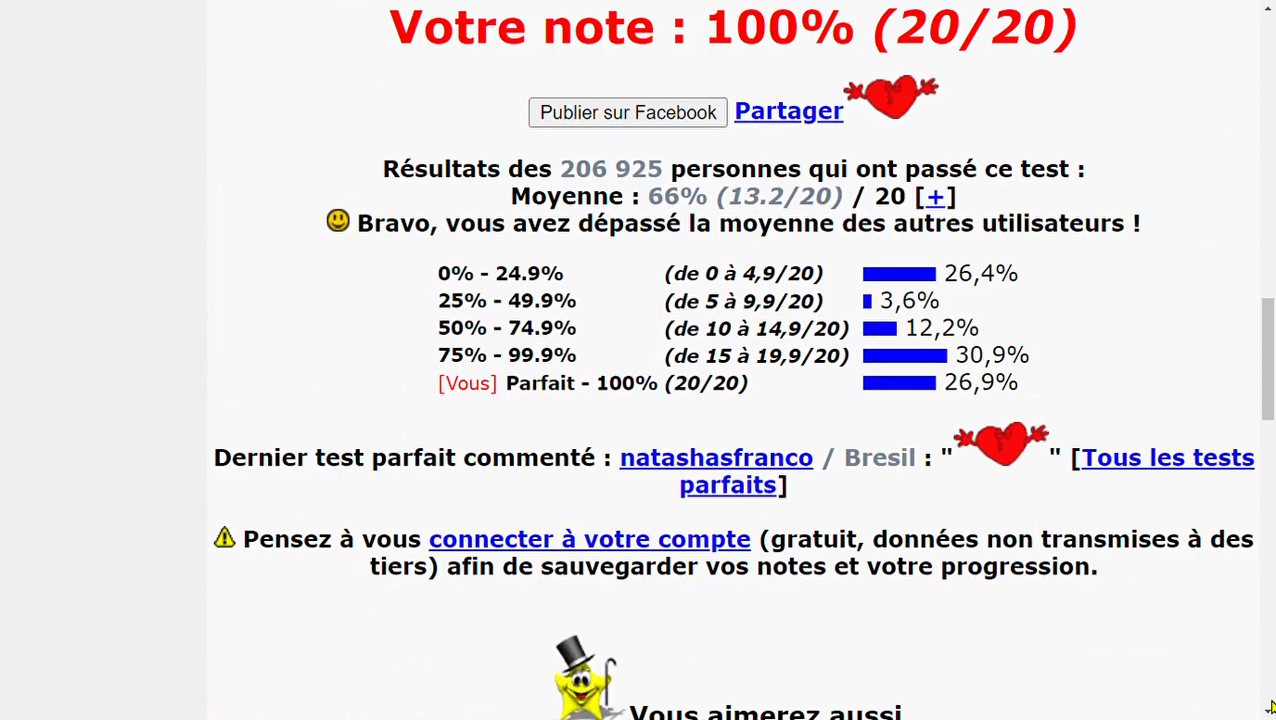 Votre note : 100% (20/20)
Publier sur Facebook Partager
Résultats des 206 925 personnes qui ont passé ce test :
Moyenne : 66% (13.2/20) / 20 [+]
Bravo, vous avez dépassé la moyenne des autres utilisateurs !
0% - 24.9% (de 0 à 4,9/20) 26,4%
25% - 49.9% (de 5 à 9,9/20) 3,6%
50% - 74.9% (de 10 à 14,9/20) 12,2%
75% - 99.9% (de 15 à 19,9/20) 30,9%
[Vous] Parfait - 100% (20/20) 26,9%
Dernier test parfait commenté : natashasfranco / Bresil : " " [Tous les tests
parfaits]
Pensez à vous connecter à votre compte (gratuit, données non transmises à des
tiers) afin de sauvegarder vos notes et votre progression.
Vous aimerez aussi